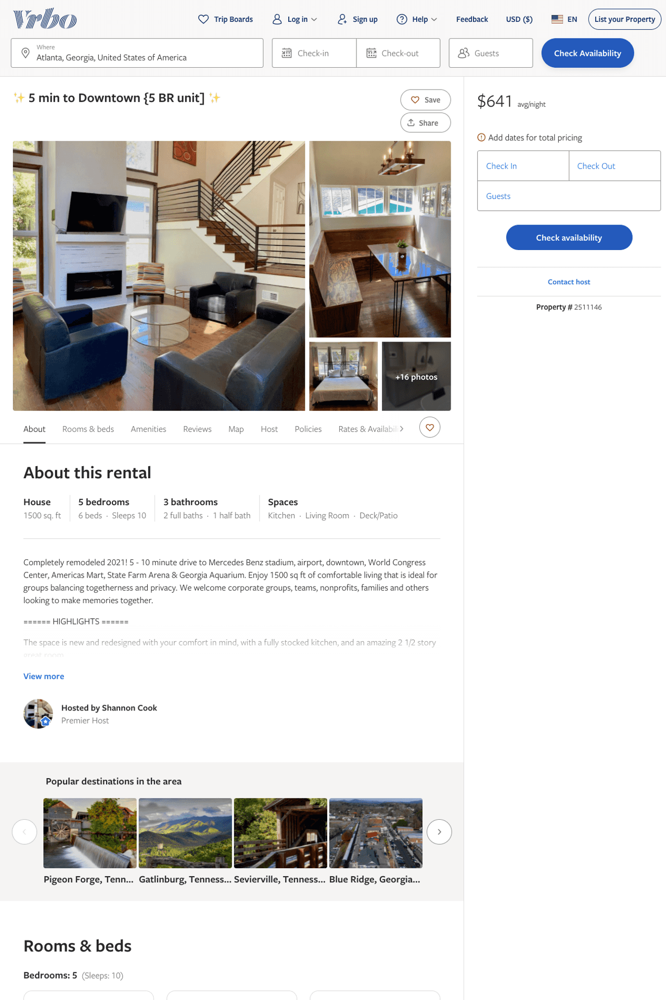 Vrbo
Trip Boards
Log in
Sign up
Help
Feedback
USD ($)
EN
List your Property
Where
Atlanta, Georgia, United States of America
Check-in
Check-out
Guests
Check Availability
✨ 5 min to Downtown {5 BR unit] ✨
Save
Share
$641 avg/night
Add dates for total pricing
Check In
Check Out
Guests
Check availability
Contact host
Property # 2511146
+16 photos
About
Rooms & beds
Amenities
Reviews
Map
Host
Policies
Rates & Availabili
About this rental
House
1500 sq. ft
5 bedrooms
6 beds · Sleeps 10
3 bathrooms
2 full baths · 1 half bath
Spaces
Kitchen · Living Room · Deck/Patio
Completely remodeled 2021! 5 - 10 minute drive to Mercedes Benz stadium, airport, downtown, World Congress
Center, Americas Mart, State Farm Arena & Georgia Aquarium. Enjoy 1500 sq ft of comfortable living that is ideal for
groups balancing togetherness and privacy. We welcome corporate groups, teams, nonprofits, families and others
looking to make memories together.
====== HIGHLIGHTS ======
The space is new and redesigned with your comfort in mind, with a fully stocked kitchen, and an amazing 2 1/2 story
great room
View more
Hosted by Shannon Cook
Premier Host
Popular destinations in the area
Pigeon Forge, Tenn...
Gatlinburg, Tenness...
Sevierville, Tenness...
Blue Ridge, Georgia...
Rooms & beds
Bedrooms: 5 (Sleeps: 10)